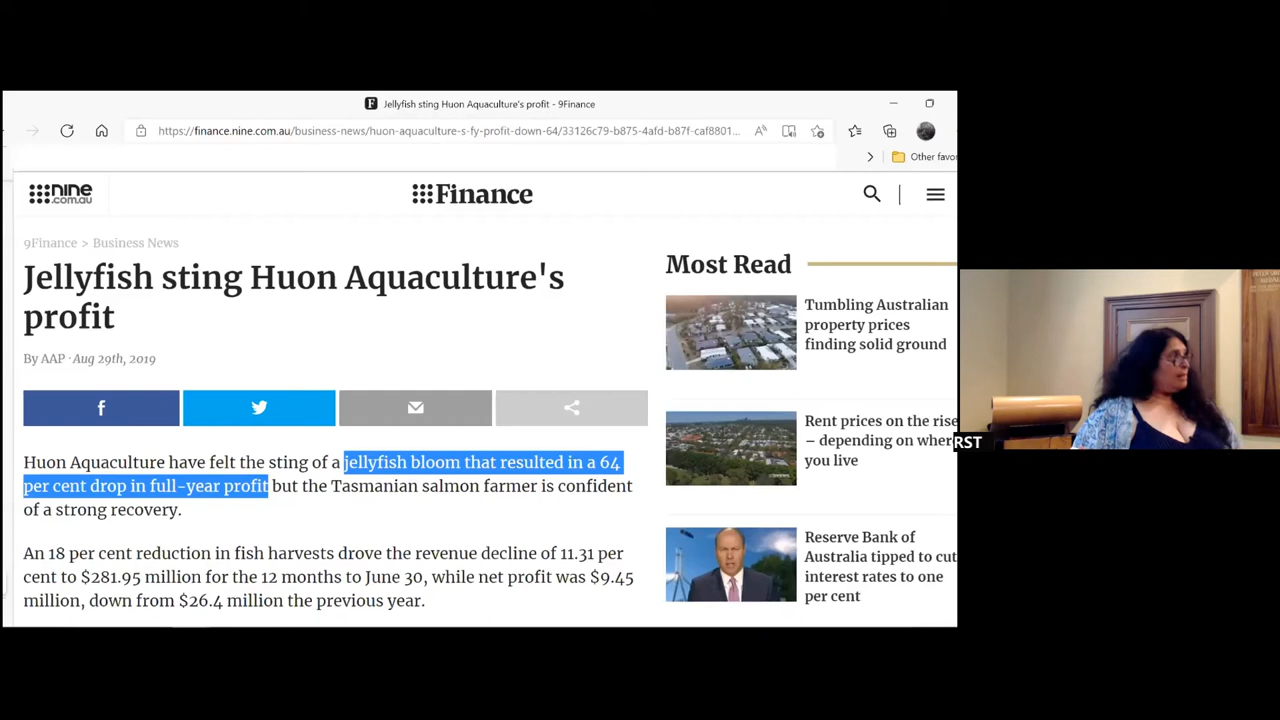 Jellyfish sting Huon Aquaculture's profit - 9Finance
https://finance.nine.com.au/business-news/huon-aquaculture-s-fy-profit-down-64/33126c79-b875-4afd-b87f-caf8801...
Other favor
nine
.com.au
Finance
9Finance > Business News
Jellyfish sting Huon Aquaculture's
profit
By AAP · Aug 29th, 2019
Huon Aquaculture have felt the sting of a jellyfish bloom that resulted in a 64
per cent drop in full-year profit but the Tasmanian salmon farmer is confident
of a strong recovery.
An 18 per cent reduction in fish harvests drove the revenue decline of 11.31 per
cent to $281.95 million for the 12 months to June 30, while net profit was $9.45
million, down from $26.4 million the previous year.
Most Read
Tumbling Australian
property prices
finding solid ground
Rent prices on the rise
– depending on wher
you live
Reserve Bank of
Australia tipped to cut
interest rates to one
per cent
RST